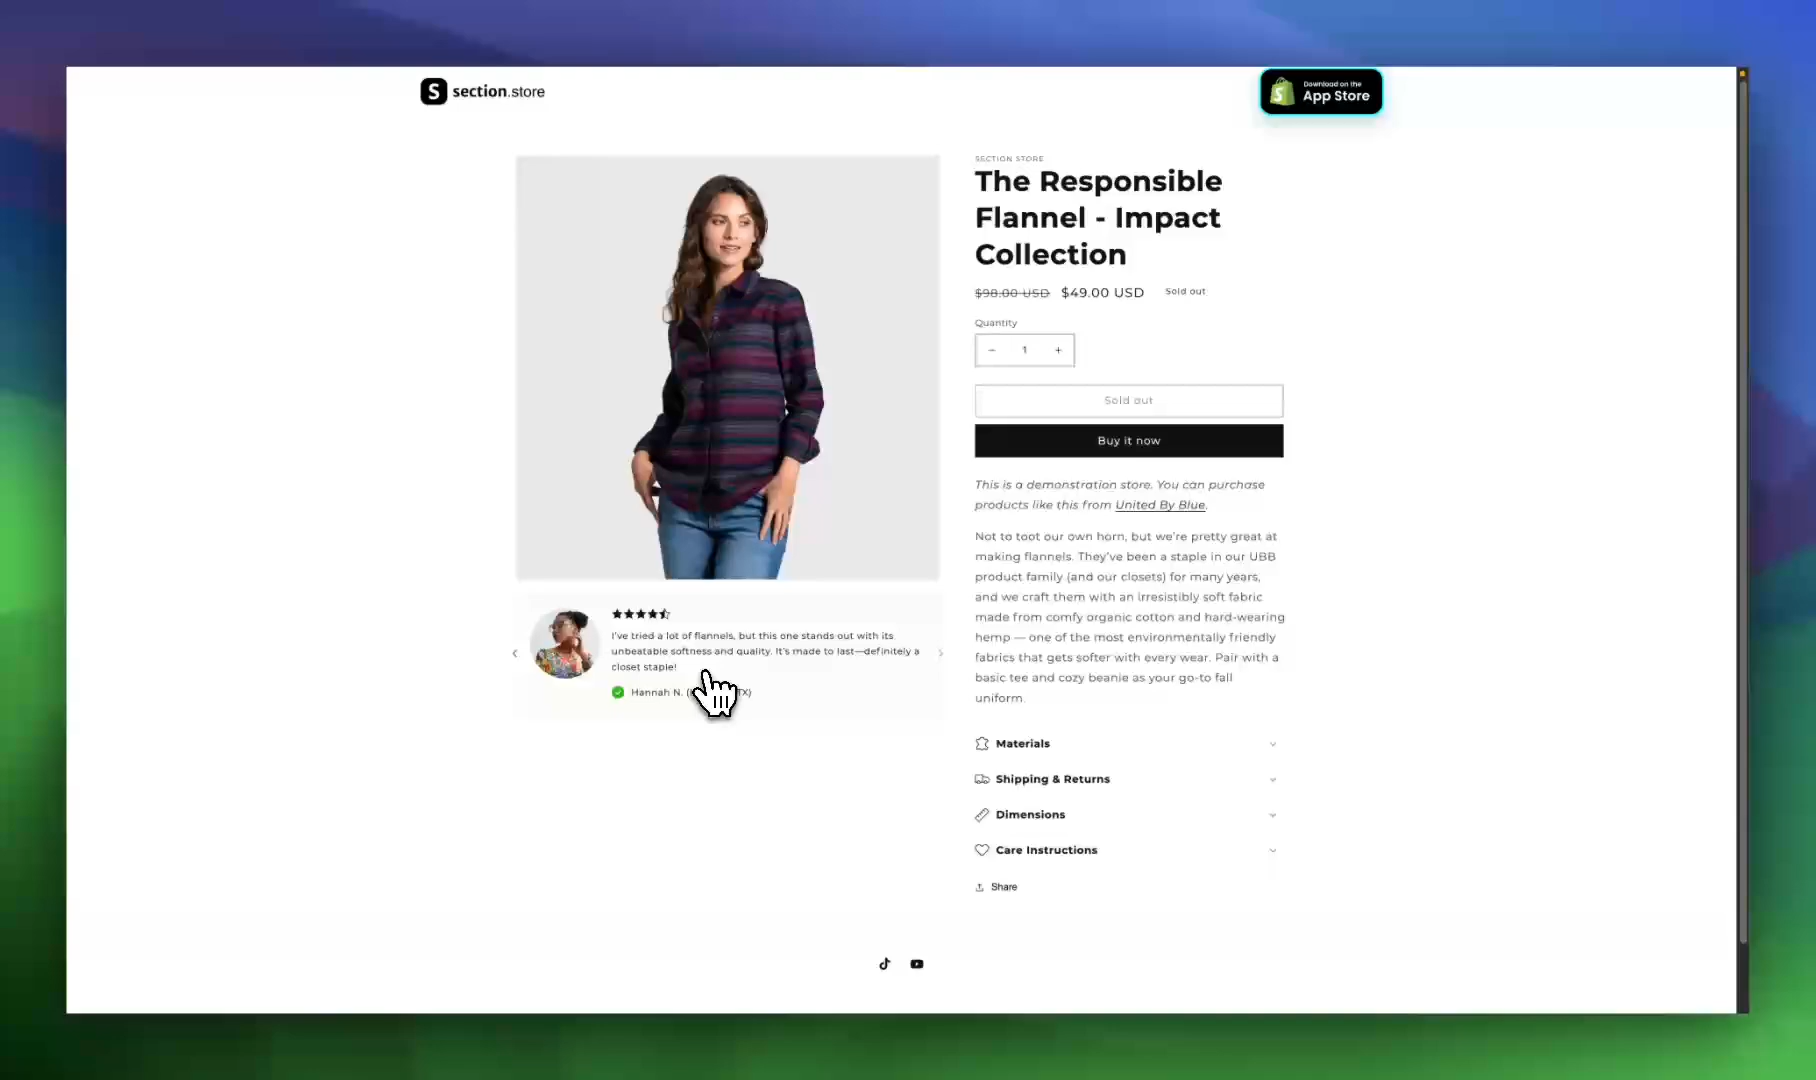 S section.store
Download on the
App Store
SECTION STORE
The Responsible
Flannel - Impact
Collection
$98.00 USD $49.00 USD Sold out
Quantity
− 1 +
Sold out
Buy it now
This is a demonstration store. You can purchase
products like this from United By Blue.
Not to toot our own horn, but we're pretty great at
making flannels. They've been a staple in our UBB
product family (and our closets) for many years,
and we craft them with an irresistibly soft fabric
made from comfy organic cotton and hard-wearing
hemp — one of the most environmentally friendly
fabrics that gets softer with every wear. Pair with a
basic tee and cozy beanie as your go-to fall
uniform.
I've tried a lot of flannels, but this one stands out with its
unbeatable softness and quality. It's made to last—definitely a
closet staple!
Hannah N. TX)
Materials
Shipping & Returns
Dimensions
Care Instructions
Share